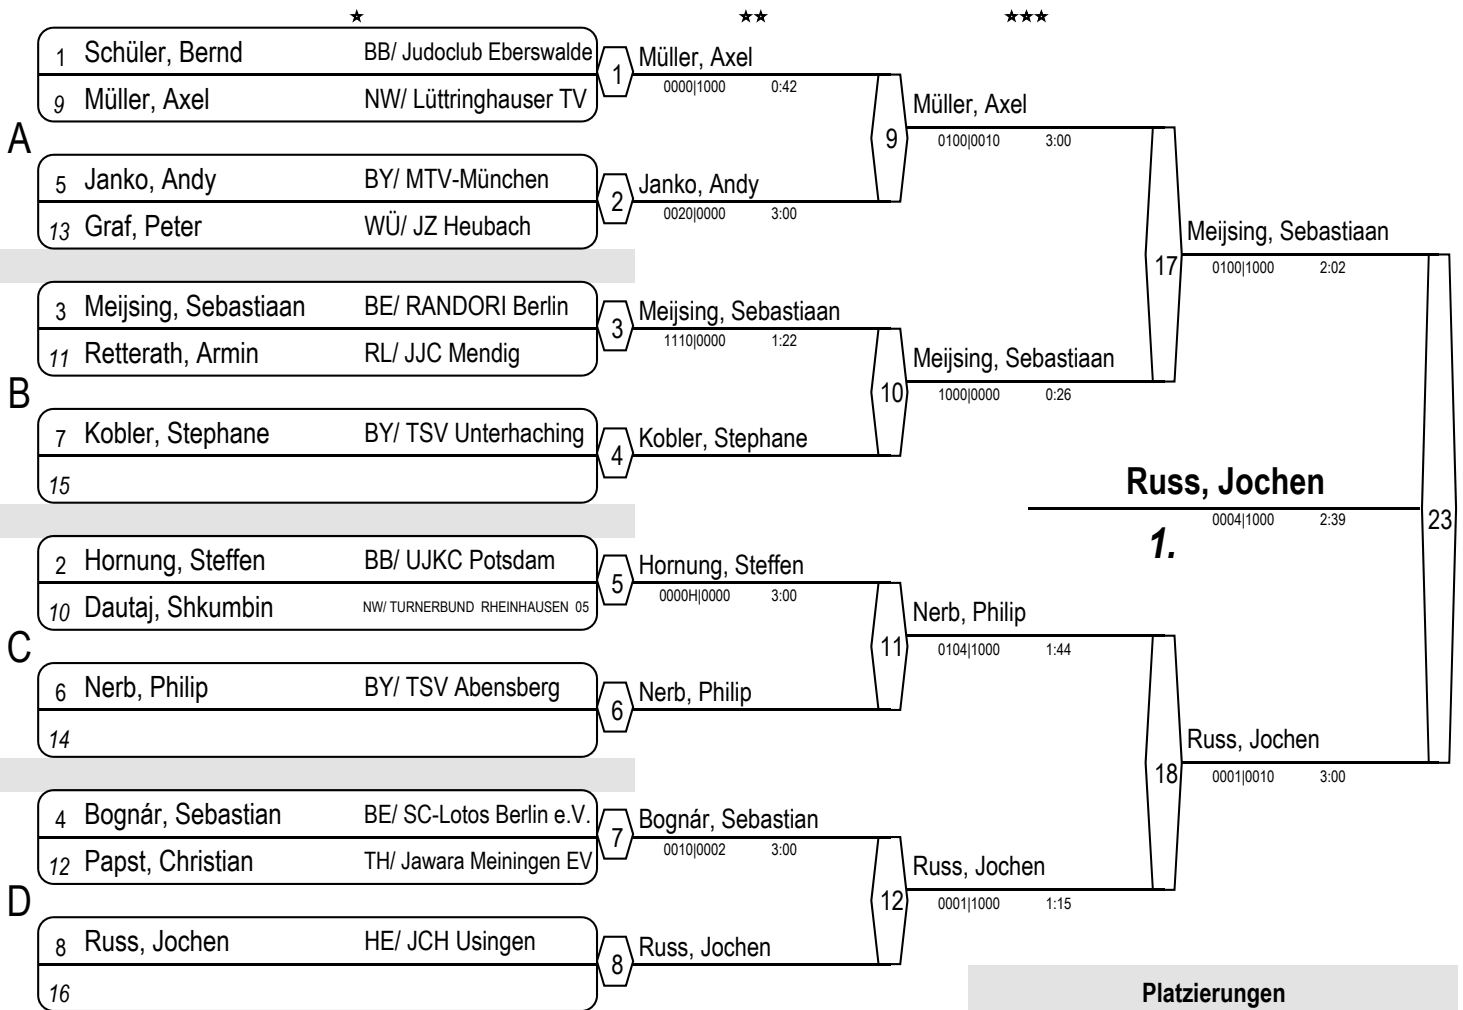 1 Schüler, Bernd BB/ Judoclub Eberswalde
9 Müller, Axel NW/ Lüttringhauser TV
1 Müller, Axel
0000|1000 0:42
A
5 Janko, Andy BY/ MTV-München
13 Graf, Peter WÜ/ JZ Heubach
2 Janko, Andy
0020|0000 3:00
9 Müller, Axel
0100|0010 3:00
3 Meijsing, Sebastiaan BE/ RANDORI Berlin
11 Retterath, Armin RL/ JJC Mendig
3 Meijsing, Sebastiaan
1110|0000 1:22
B
7 Kobler, Stephane BY/ TSV Unterhaching
15
4 Kobler, Stephane
10 Meijsing, Sebastiaan
1000|0000 0:26
17 Meijsing, Sebastiaan
0100|1000 2:02
2 Hornung, Steffen BB/ UJKC Potsdam
10 Dautaj, Shkumbin NW/ TURNERBUND RHEINHAUSEN 05
5 Hornung, Steffen
0000H|0000 3:00
C
6 Nerb, Philip BY/ TSV Abensberg
14
6 Nerb, Philip
11 Nerb, Philip
0104|1000 1:44
4 Bognár, Sebastian BE/ SC-Lotos Berlin e.V.
12 Papst, Christian TH/ Jawara Meiningen EV
7 Bognár, Sebastian
0010|0002 3:00
D
8 Russ, Jochen HE/ JCH Usingen
16
8 Russ, Jochen
12 Russ, Jochen
0001|1000 1:15
18 Russ, Jochen
0001|0010 3:00
23
Russ, Jochen
0004|1000 2:39
1.
Platzierungen